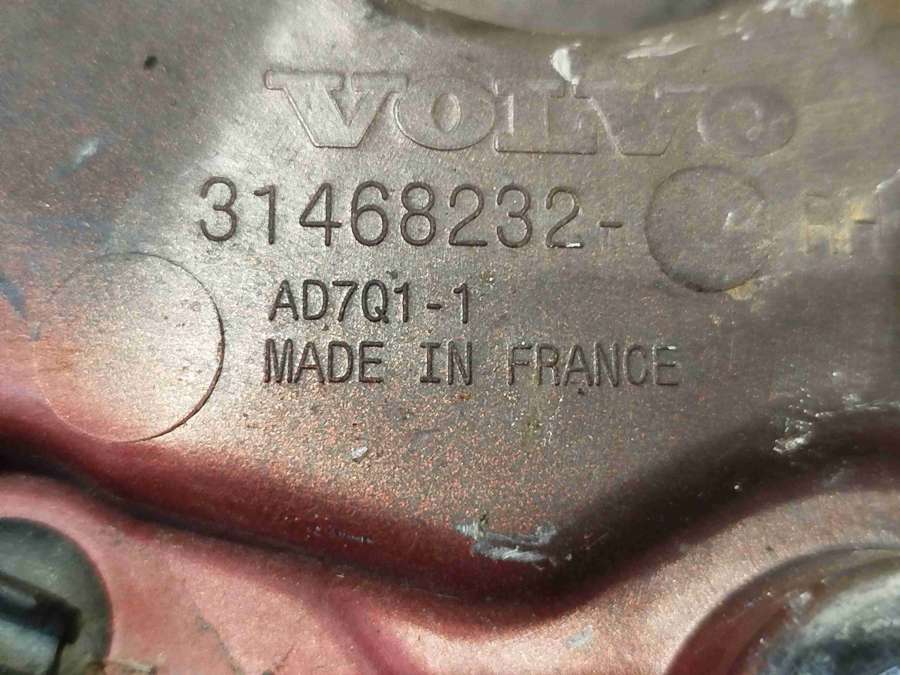 VOLVO
31468232-
AD7Q1-1
MADE IN FRANCE